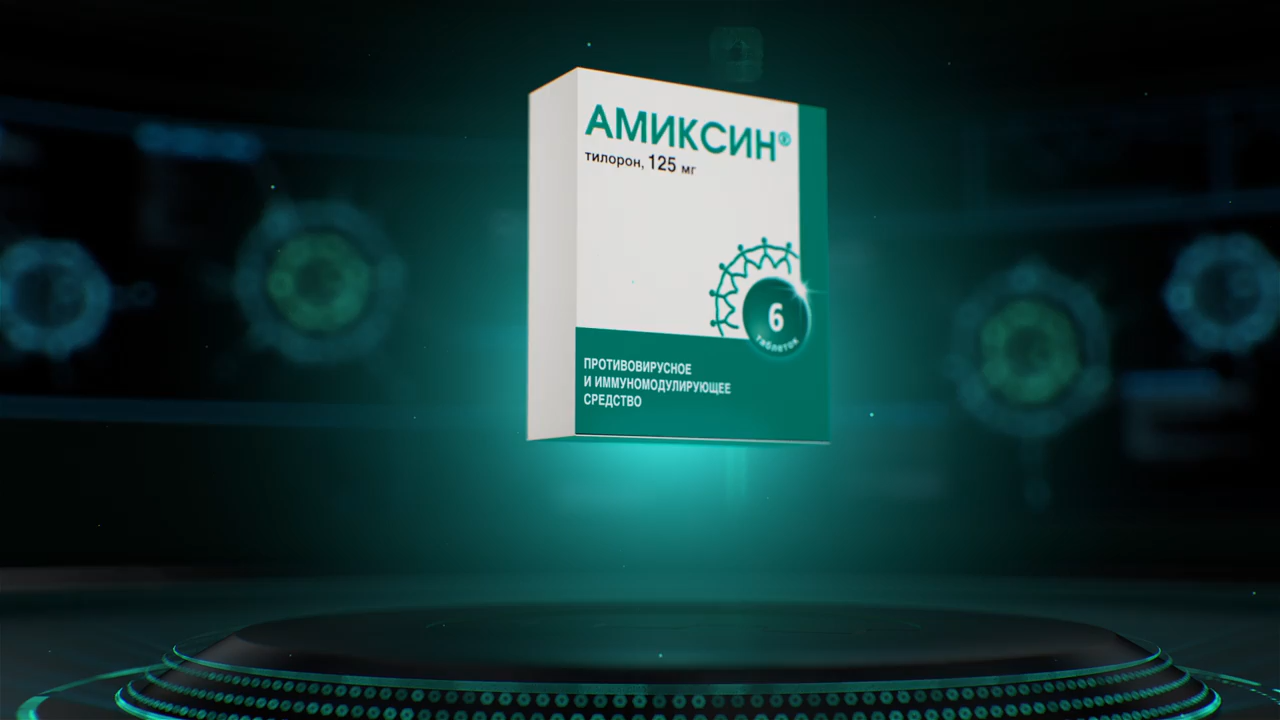 АМИКСИН®
тилорон, 125 мг
6
таблеток
ПРОТИВОВИРУСНОЕ
И ИММУНОМОДУЛИРУЮЩЕЕ
СРЕДСТВО